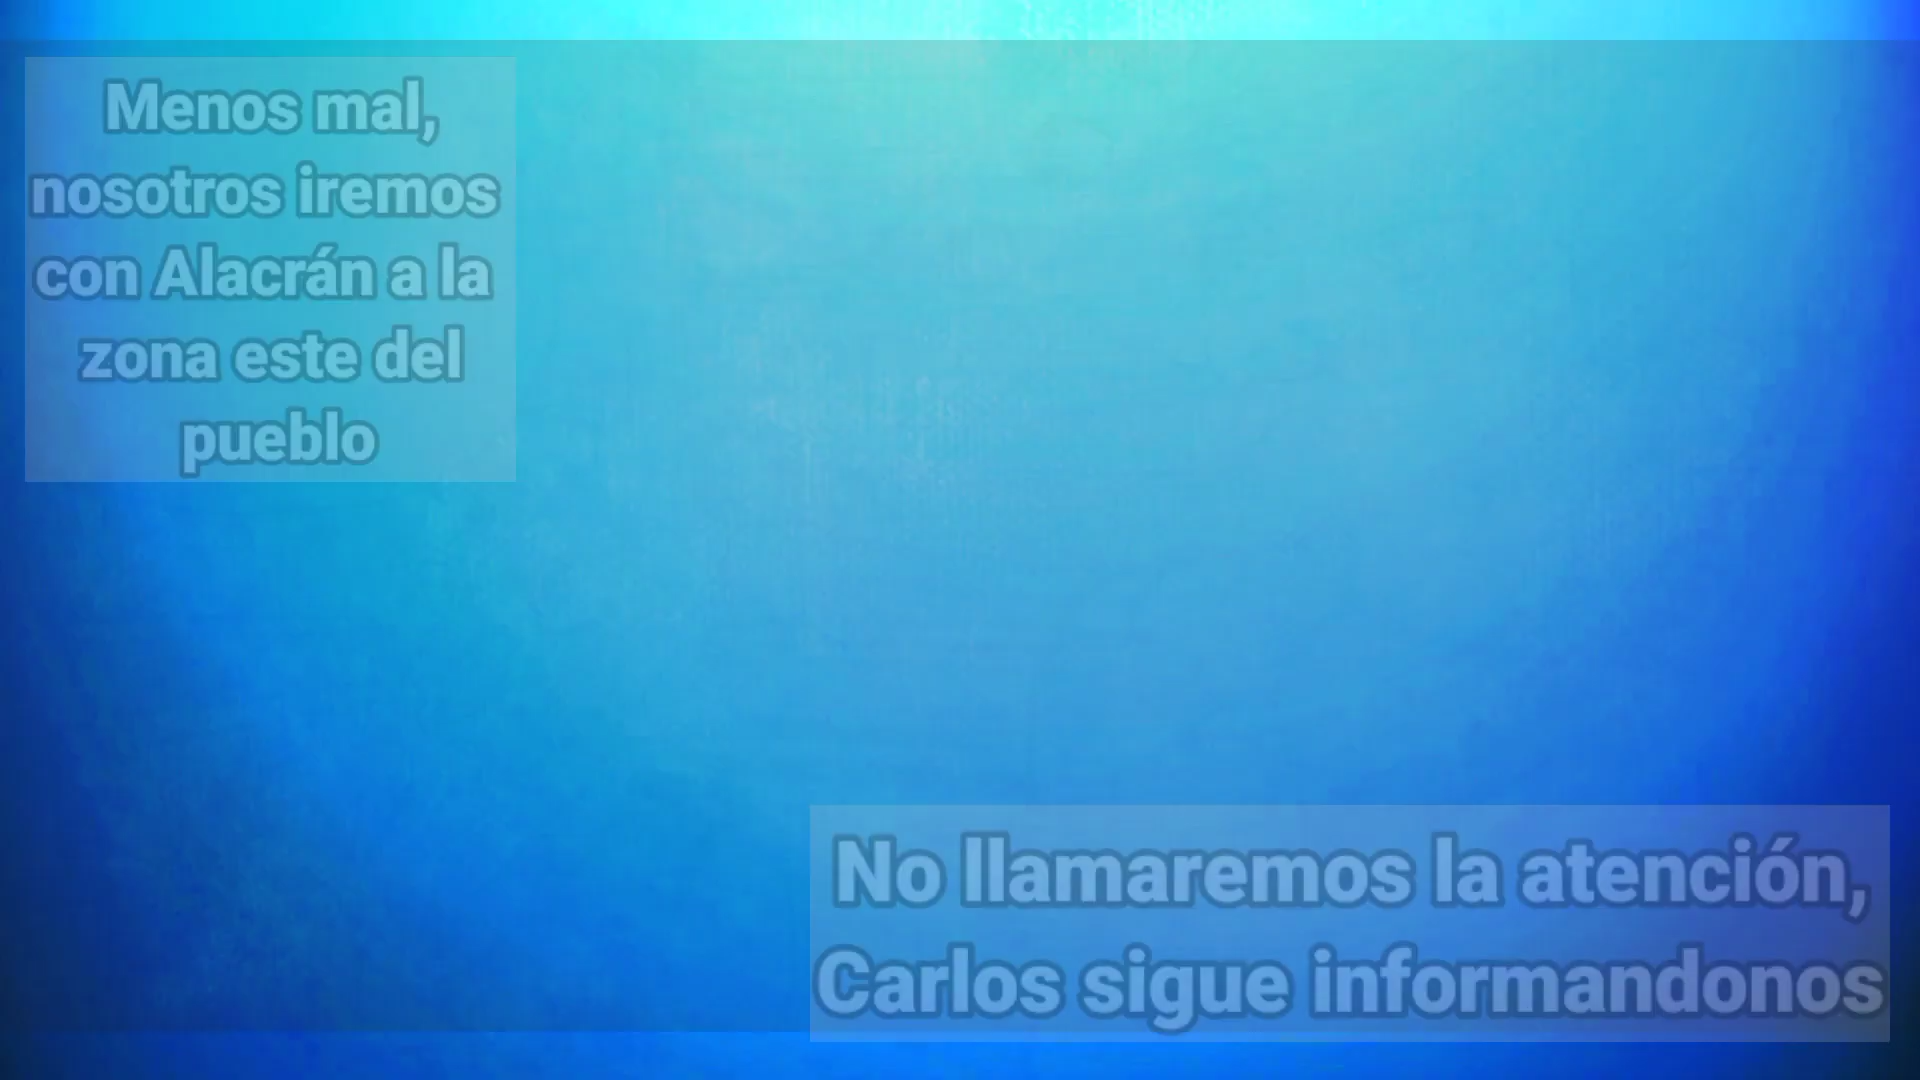 Menos mal,
nosotros iremos
con Alacrán a la
zona este del
pueblo
No llamaremos la atención,
Carlos sigue informandonos